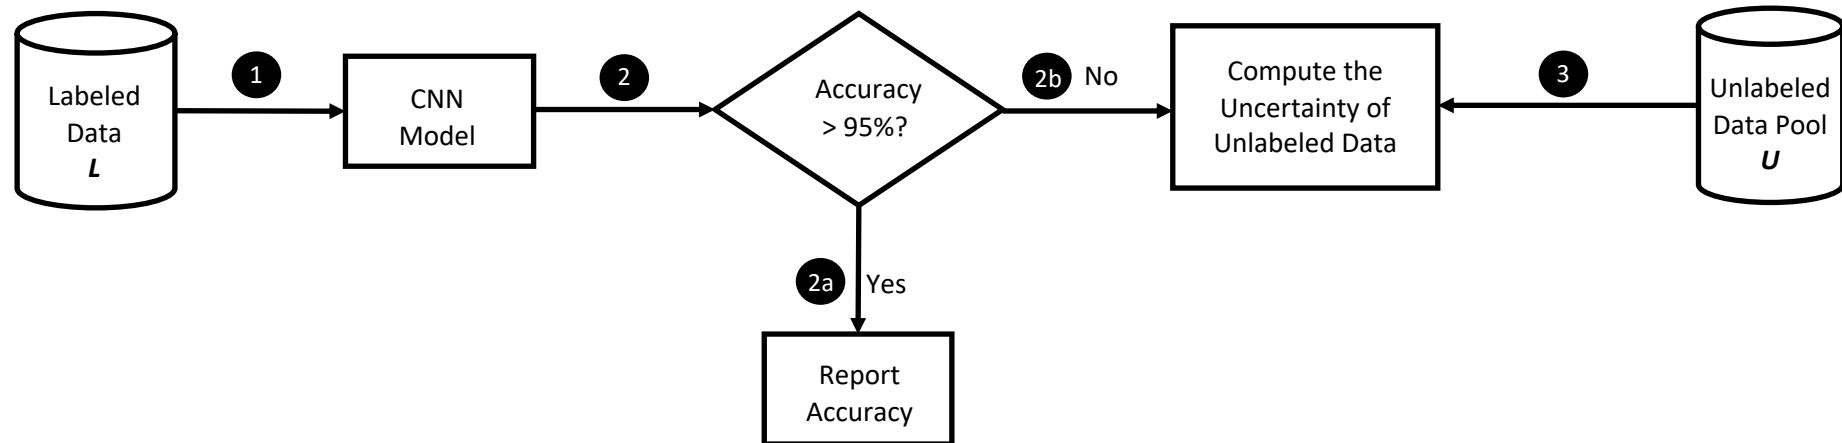 Labeled
Data
L
1
CNN
Model
2
Accuracy
> 95%?
2b No
Compute the
Uncertainty of
Unlabeled Data
3
Unlabeled
Data Pool
U
2a Yes
Report
Accuracy